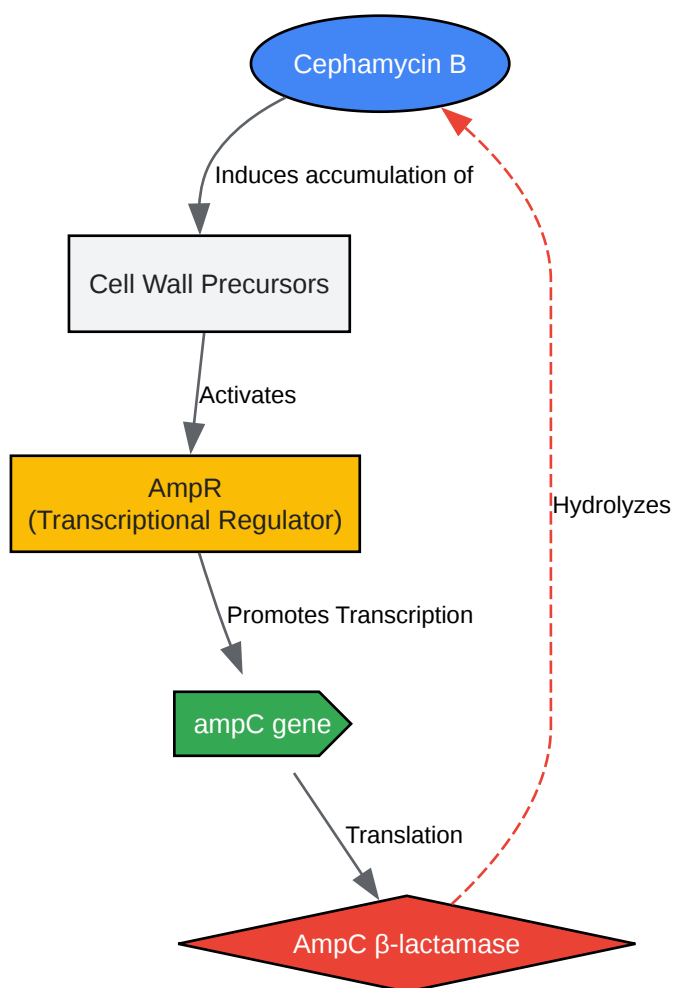 Cephamycin B
Induces accumulation of
Cell Wall Precursors
Activates
AmpR
(Transcriptional Regulator)
Hydrolyzes
Promotes Transcription
ampC gene
Translation
AmpC β-lactamase